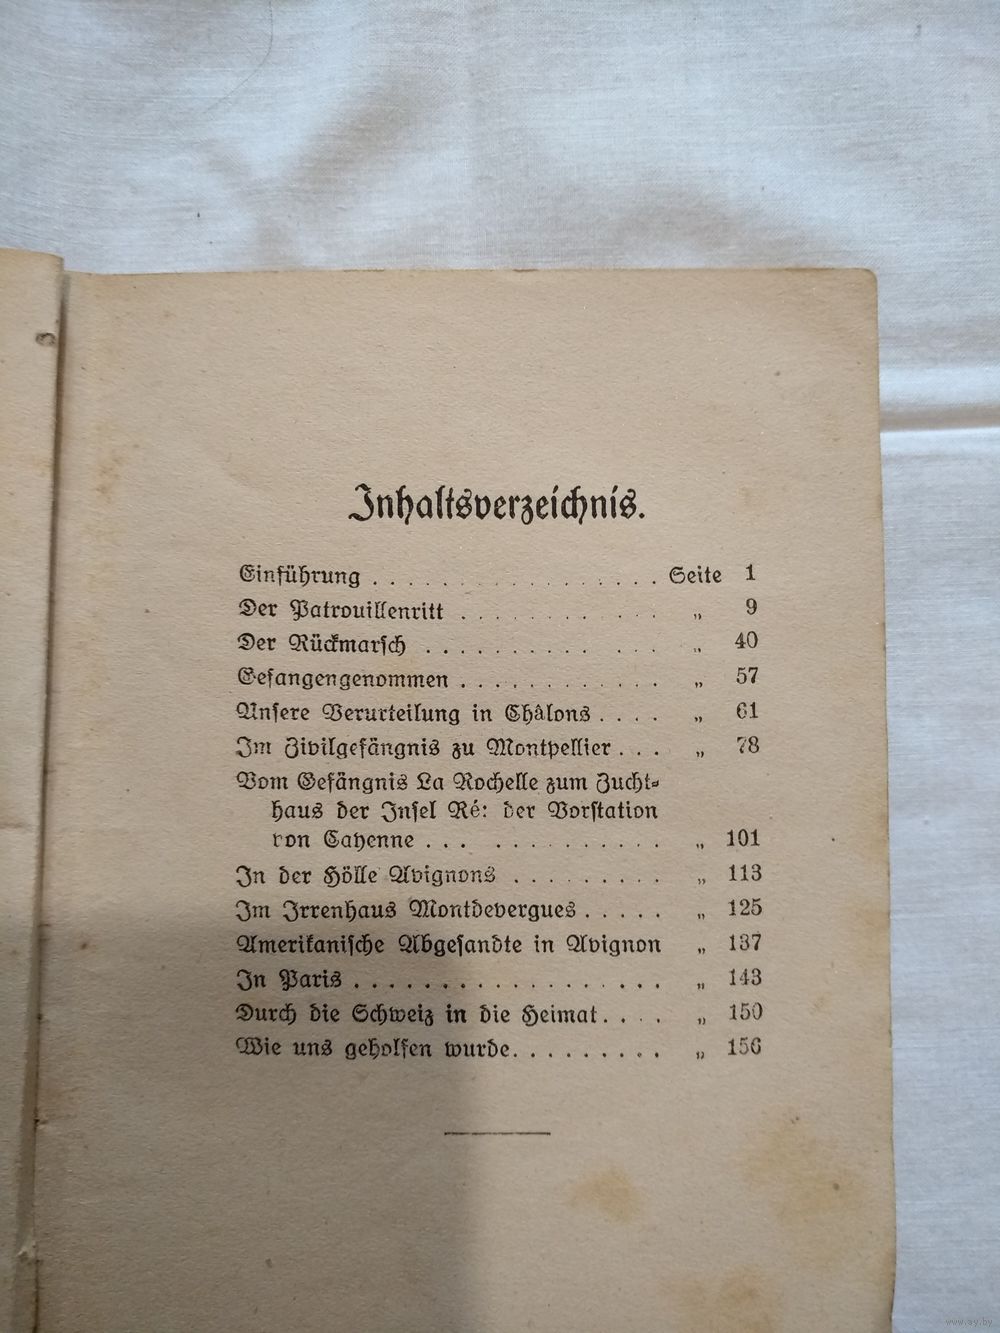 Inhaltsverzeichnis.
Einführung . . . . . . . . . . . . . . . . . Seite 1
Der Patrouillenritt . . . . . . . . . . . . „ 9
Der Rückmarsch . . . . . . . . . . . . . „ 40
Gefangengenommen . . . . . . . . . . . . „ 57
Unsere Verurteilung in Châlons . . . . „ 61
Im Zivilgefängnis zu Montpellier . . . „ 78
Vom Gefängnis La Rochelle zum Zucht-
haus der Insel Ré: der Vorstation
von Cayenne . . . . . . . . . . . . . „ 101
In der Hölle Avignons . . . . . . . . . „ 113
Im Irrenhaus Montdevergues . . . . . „ 125
Amerikanische Abgesandte in Avignon „ 137
In Paris . . . . . . . . . . . . . . . . . . „ 143
Durch die Schweiz in die Heimat . . . . „ 150
Wie uns geholfen wurde. . . . . . . . . „ 156
www.ay.by